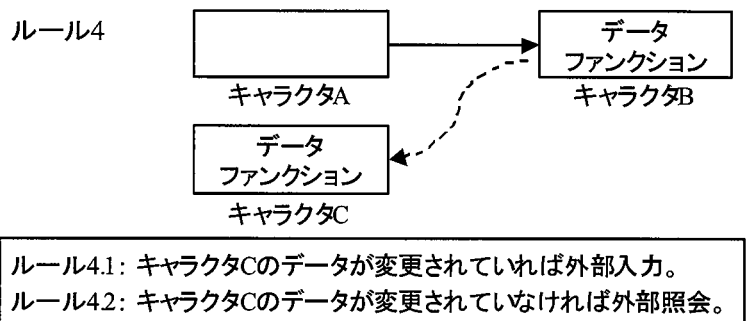 ルール4
データ
ファンクション
キャラクタA
キャラクタB
データ
ファンクション
キャラクタC
ルール4.1: キャラクタCのデータが変更されていれば外部入力。
ルール4.2: キャラクタCのデータが変更されていなければ外部照会。